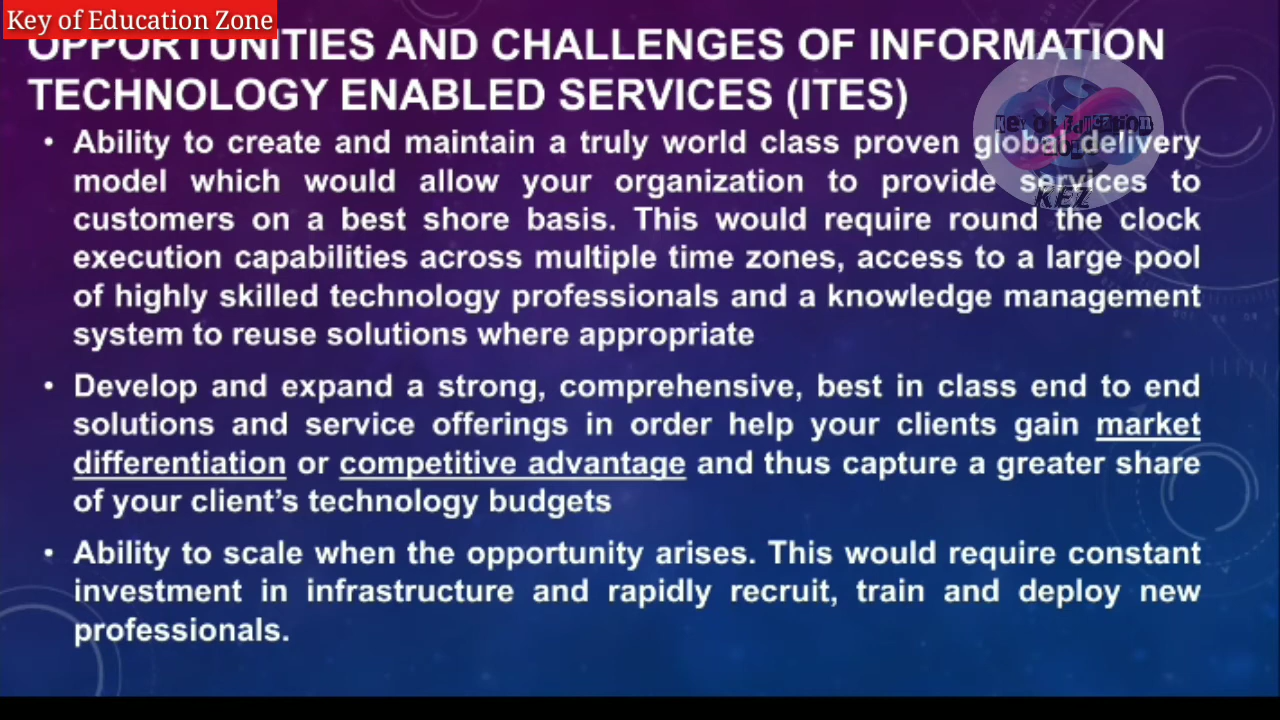 Key of Education Zone
OPPORTUNITIES AND CHALLENGES OF INFORMATION
TECHNOLOGY ENABLED SERVICES (ITES)
• Ability to create and maintain a truly world class proven global delivery
model which would allow your organization to provide services to
customers on a best shore basis. This would require round the clock
execution capabilities across multiple time zones, access to a large pool
of highly skilled technology professionals and a knowledge management
system to reuse solutions where appropriate
• Develop and expand a strong, comprehensive, best in class end to end
solutions and service offerings in order help your clients gain market
differentiation or competitive advantage and thus capture a greater share
of your client's technology budgets
• Ability to scale when the opportunity arises. This would require constant
investment in infrastructure and rapidly recruit, train and deploy new
professionals.
Key of Education
KEZ